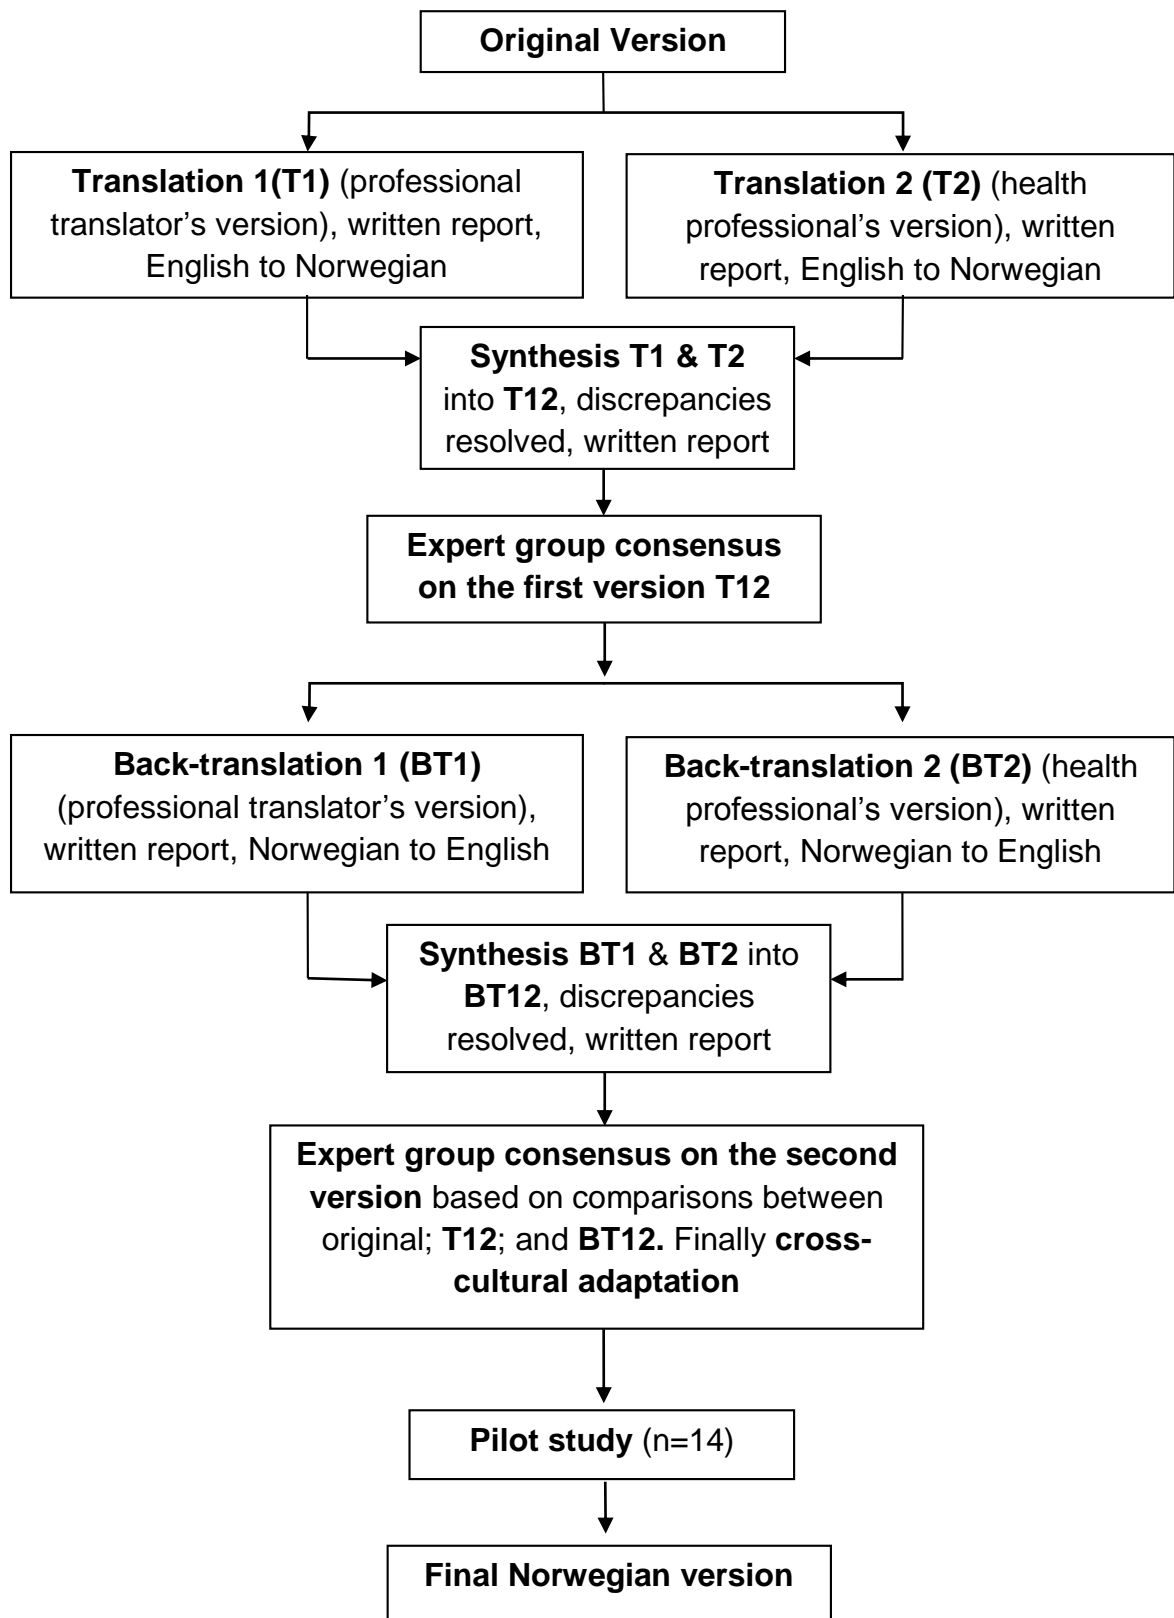 Original Version
Translation 1(T1) (professional
translator’s version), written report,
English to Norwegian
Translation 2 (T2) (health
professional’s version), written
report, English to Norwegian
Synthesis T1 & T2
into T12, discrepancies
resolved, written report
Expert group consensus
on the first version T12
Back-translation 1 (BT1)
(professional translator’s version),
written report, Norwegian to English
Back-translation 2 (BT2) (health
professional’s version), written
report, Norwegian to English
Synthesis BT1 & BT2 into
BT12, discrepancies
resolved, written report
Expert group consensus on the second
version based on comparisons between
original; T12; and BT12. Finally cross-
cultural adaptation
Pilot study (n=14)
Final Norwegian version